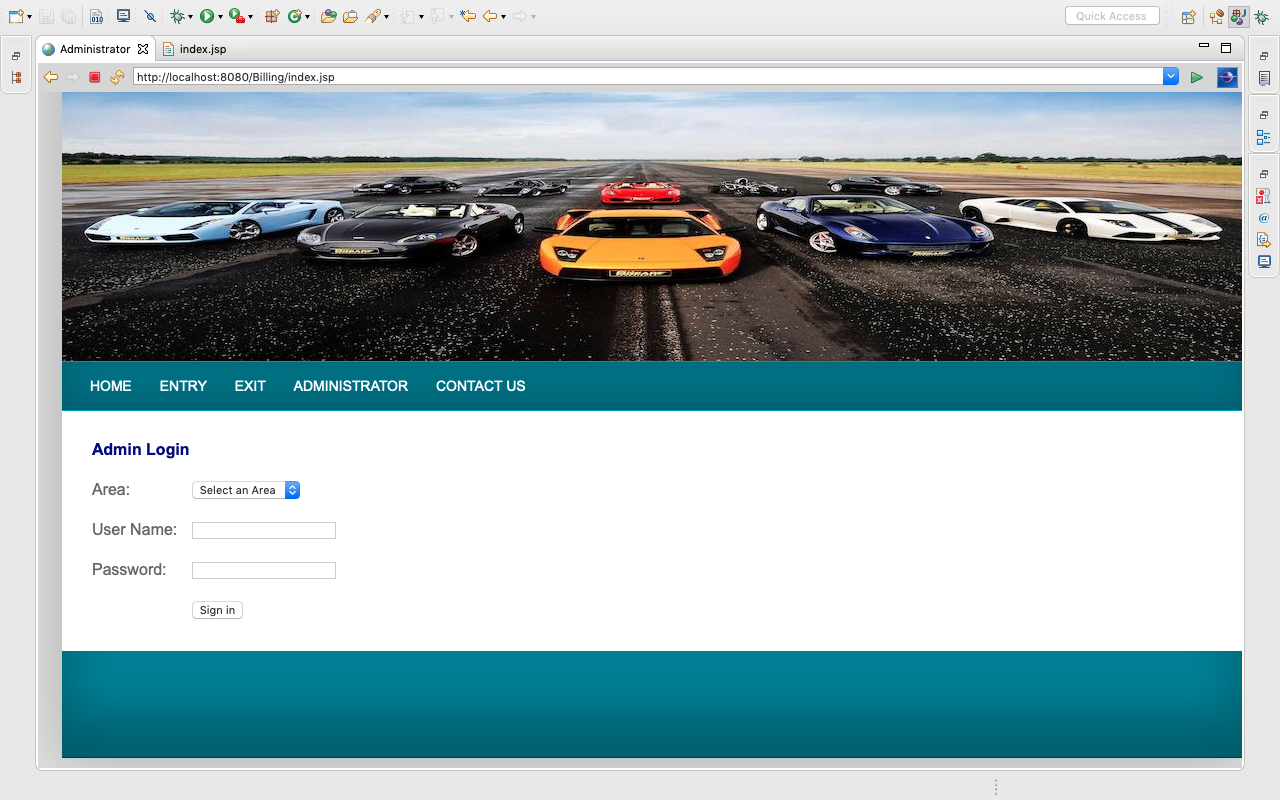 Quick Access
Administrator
index.jsp
http://localhost:8080/Billing/index.jsp
HOME ENTRY EXIT ADMINISTRATOR CONTACT US
Admin Login
Area: Select an Area
User Name:
Password:
Sign in